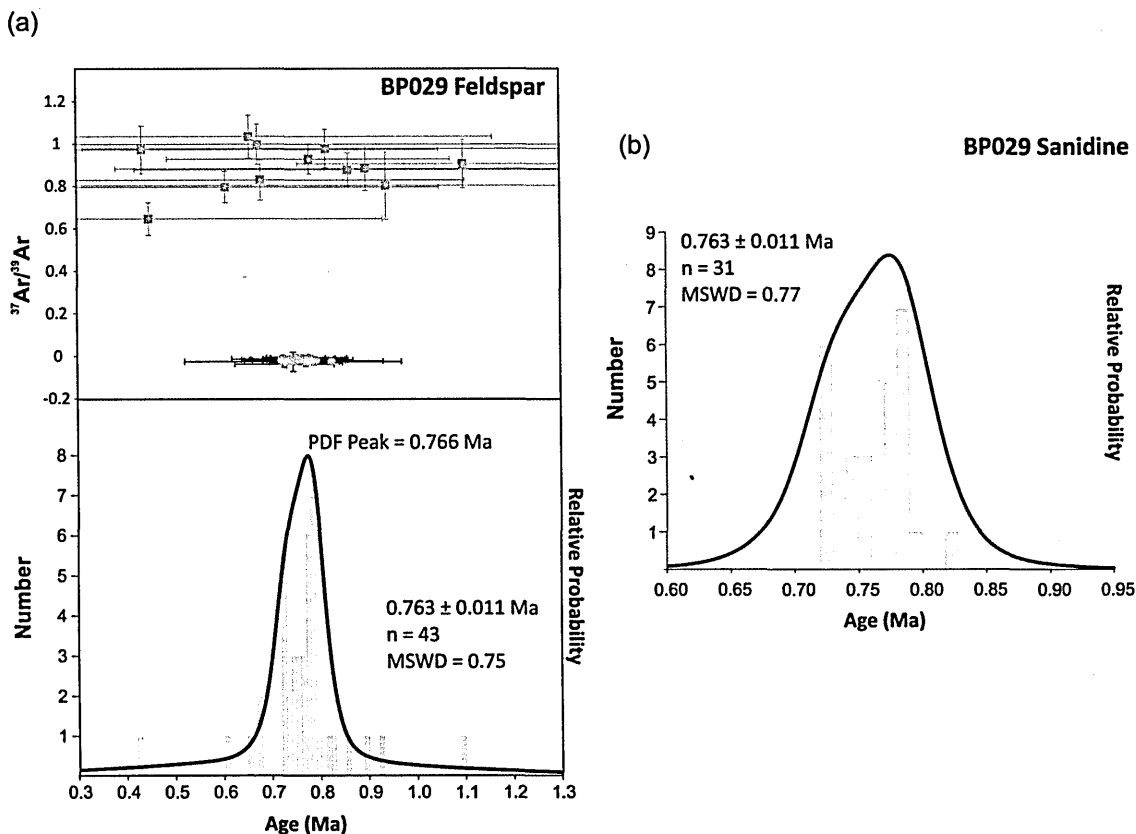 (a)
BP029 Feldspar
1.2
1
0.8
0.6
0.4
0.2
0
-0.2
³⁷Ar/³⁹Ar
PDF Peak = 0.766 Ma
8
7
6
5
4
3
2
1
Number
Relative Probability
0.763 ± 0.011 Ma
n = 43
MSWD = 0.75
0.3 0.4 0.5 0.6 0.7 0.8 0.9 1.0 1.1 1.2 1.3
Age (Ma)
(b)
BP029 Sanidine
0.763 ± 0.011 Ma
n = 31
MSWD = 0.77
9
8
7
6
5
4
3
2
1
Number
Relative Probability
0.60 0.65 0.70 0.75 0.80 0.85 0.90 0.95
Age (Ma)